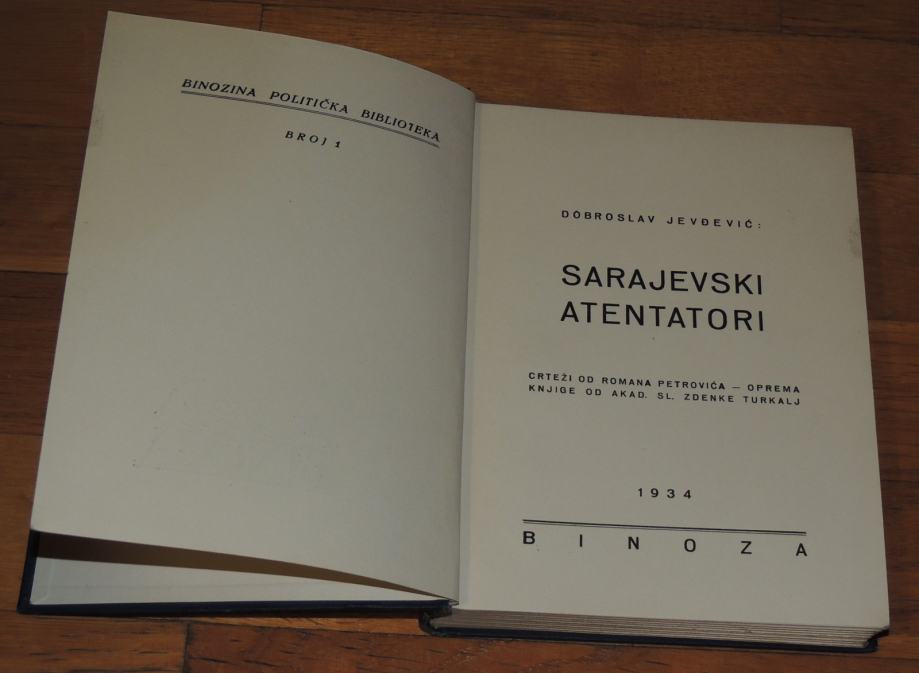 BINOZINA POLITIČKA BIBLIOTEKA
BROJ 1
DOBROSLAV JEVĐEVIĆ:
SARAJEVSKI
ATENTATORI
CRTEŽI OD ROMANA PETROVIĆA — OPREMA
KNJIGE OD AKAD. SL. ZDENKE TURKALJ
1934
BINOZA